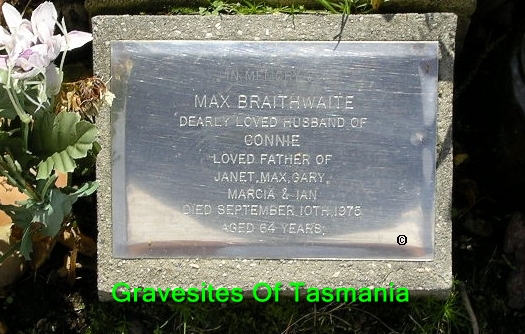 IN MEMORY OF
MAX BRAITHWAITE
DEARLY LOVED HUSBAND OF
CONNIE
LOVED FATHER OF
JANET, MAX, GARY,
MARCIA & IAN
DIED SEPTEMBER 10TH, 1975
AGED 64 YEARS,
©
Gravesites Of Tasmania